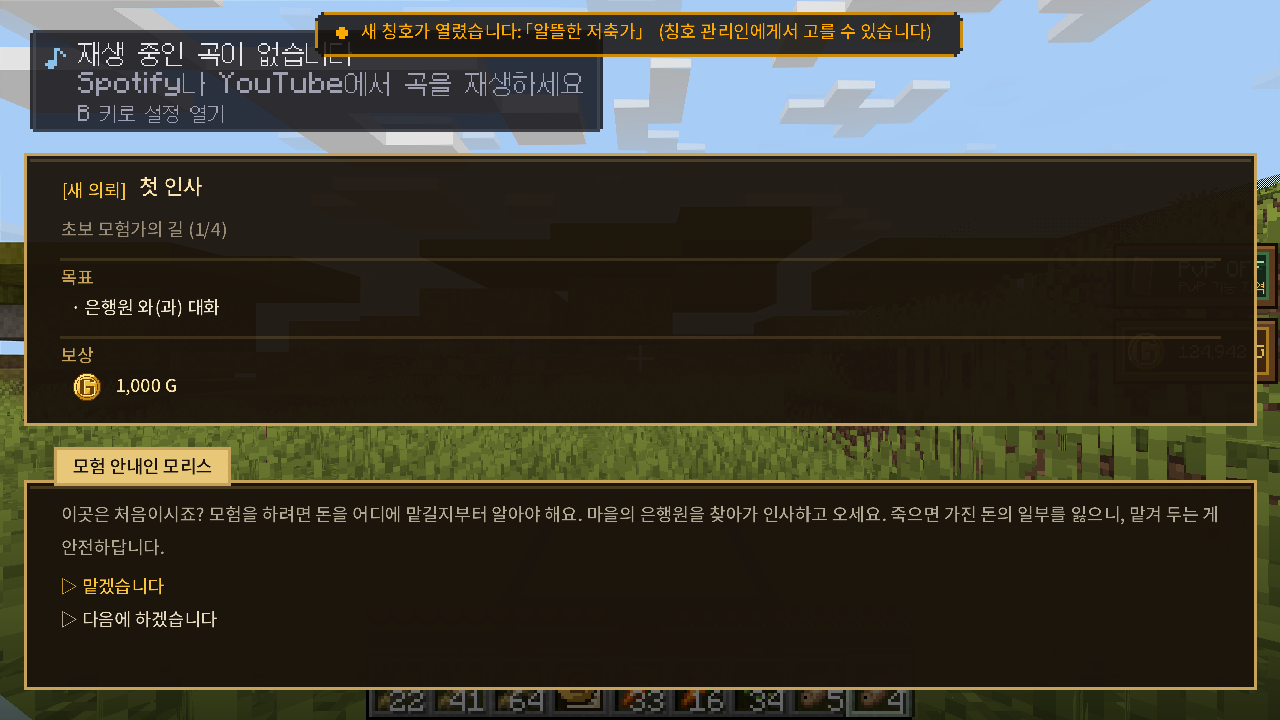 새 칭호가 열렸습니다:「알뜰한 저축가」 (칭호 관리인에게서 고를 수 있습니다)
재생 중인 곡이 없습니다
Spotify나 YouTube에서 곡을 재생하세요
B 키로 설정 열기
[새 의뢰] 첫 인사
초보 모험가의 길 (1/4)
목표
· 은행원 와(과) 대화
보상
1,000 G
PvP OFF
134,942 G
모험 안내인 모리스
이곳은 처음이시죠? 모험을 하려면 돈을 어디에 맡길지부터 알아야 해요. 마을의 은행원을 찾아가 인사하고 오세요. 죽으면 가진 돈의 일부를 잃으니, 맡겨 두는 게
안전하답니다.
▷ 맡겠습니다
▷ 다음에 하겠습니다
22 41 64 33 16 34 5 4